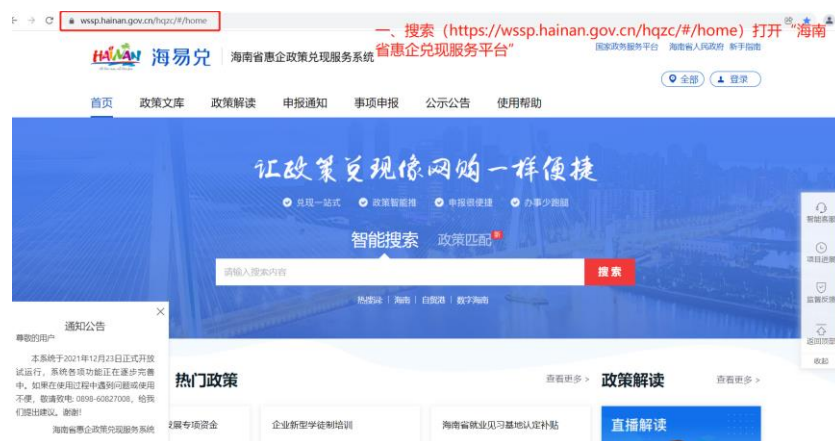 wssp.hainan.gov.cn/hqzc/#/home
一、搜索（https://wssp.hainan.gov.cn/hqzc/#/home）打开“海南
省惠企兑现服务平台”
国家政务服务平台 海南省人民政府 新手指南
HAINAN 海易兑 海南省惠企政策兑现服务系统
全部 登录
首页 政策文库 政策解读 申报通知 事项申报 公示公告 使用帮助
让政策兑现像网购一样便捷
兑现一站式 政策智能推 申报很便捷 办事少跑腿
智能搜索 政策匹配
请输入搜索内容 搜索
热搜词 海南 自贸港 数字海南
智能客服
项目进展
监督反馈
返回顶部
收起
通知公告
尊敬的用户
本系统于2021年12月23日正式开放
试运行，系统各项功能正在逐步完善
中。如果在使用过程中遇到问题或使用
不便，敬请致电: 0898-60827008，给我
们提出建议。谢谢！
海南省惠企政策兑现服务系统
热门政策 查看更多 >
政策解读 查看更多 >
发展专项资金 企业新型学徒制培训 海南省就业见习基地认定补贴
直播解读